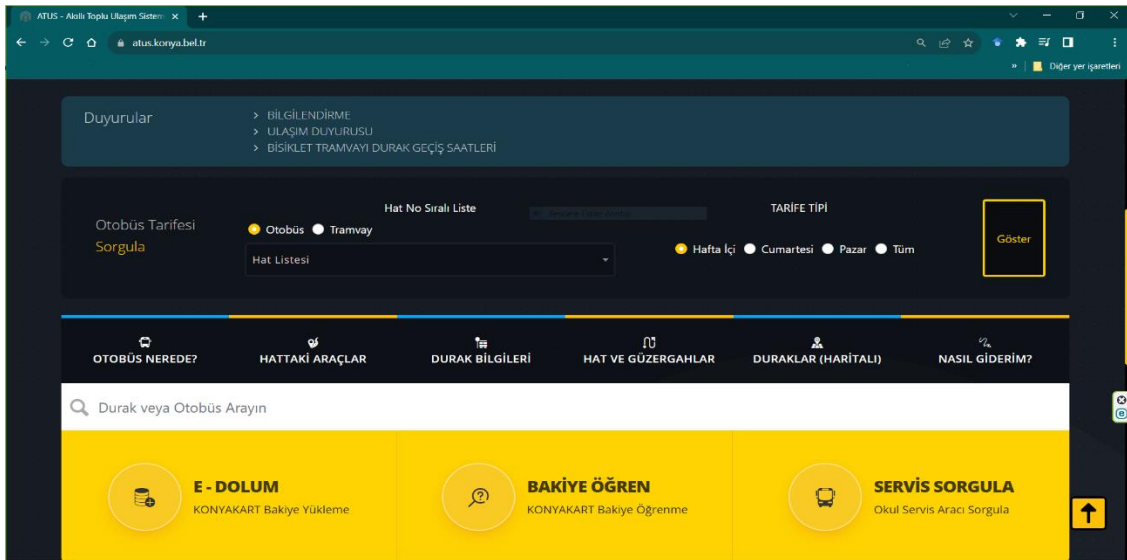 ATUS - Akıllı Toplu Ulaşım Sistem
atus.konya.bel.tr
Diğer yer işaretleri
Duyurular
BİLGİLENDİRME
ULAŞIM DUYURUSU
BİSİKLET TRAMVAYI DURAK GEÇİŞ SAATLERİ
Otobüs Tarifesi
Sorgula
Hat No Sıralı Liste
Otobüs Tramvay
Hat Listesi
TARİFE TİPİ
Hafta İçi Cumartesi Pazar Tüm
Göster
OTOBÜS NEREDE?
HATTAKİ ARAÇLAR
DURAK BİLGİLERİ
HAT VE GÜZERGAHLAR
DURAKLAR (HARİTALI)
NASIL GİDERİM?
Durak veya Otobüs Arayın
E - DOLUM
KONYAKART Bakiye Yükleme
BAKİYE ÖĞREN
KONYAKART Bakiye Öğrenme
SERVİS SORGULA
Okul Servis Aracı Sorgula